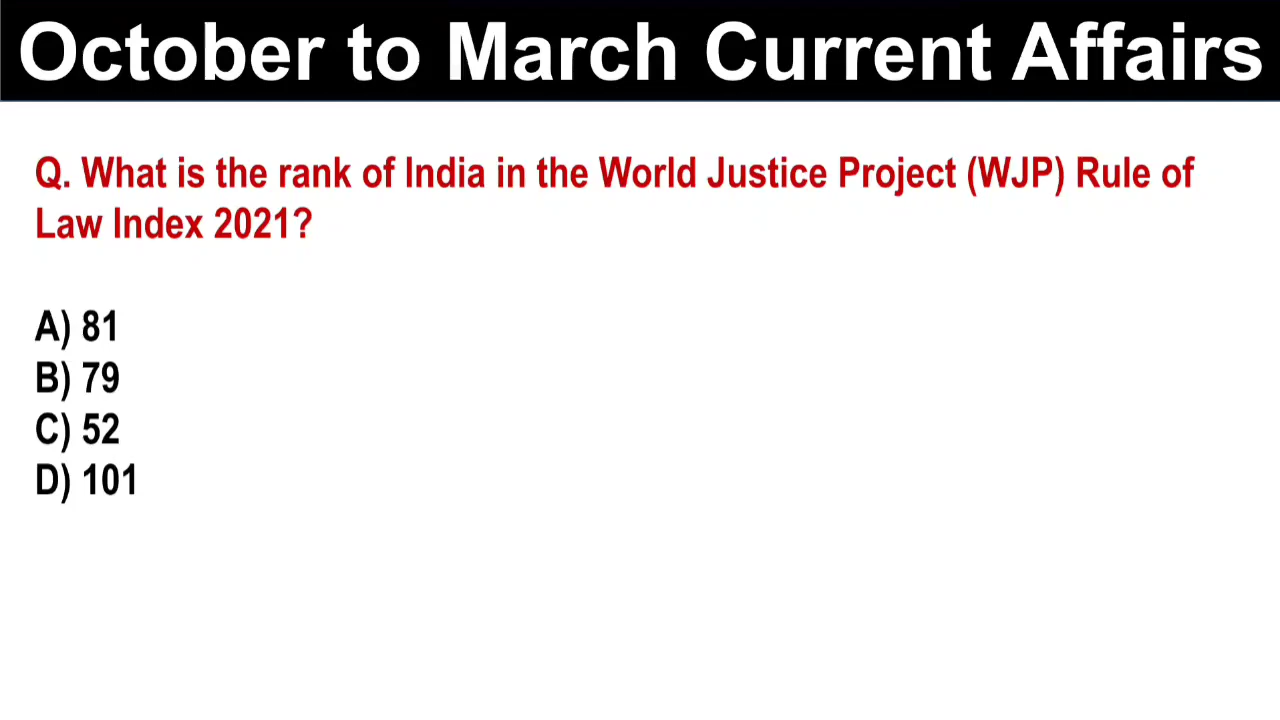 October to March Current Affairs
Q. What is the rank of India in the World Justice Project (WJP) Rule of
Law Index 2021?
A) 81
B) 79
C) 52
D) 101